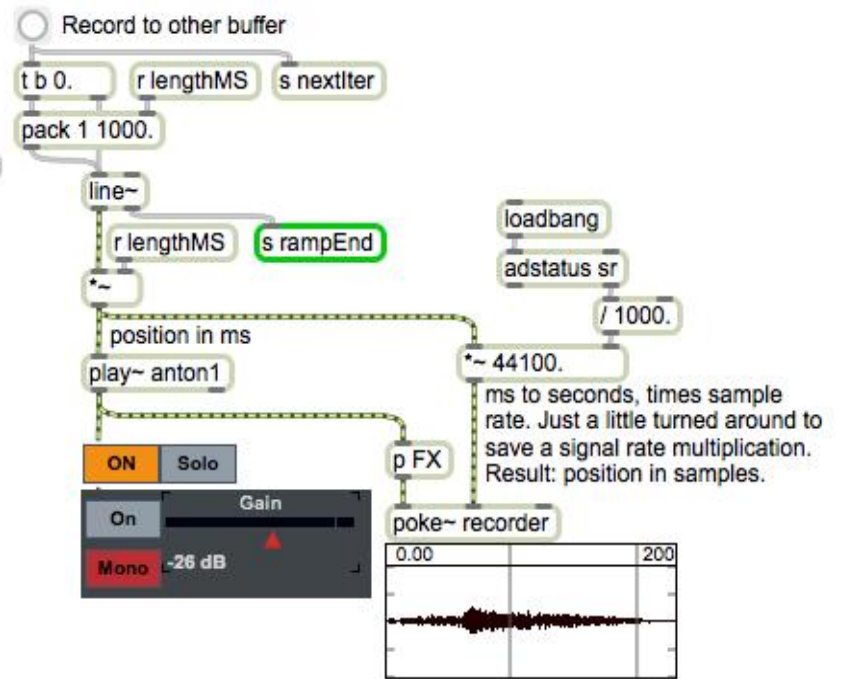 Record to other buffer
t b 0.
r lengthMS
s nextIter
pack 1 1000.
line~
r lengthMS
s rampEnd
loadbang
adstatus sr
*~
/ 1000.
position in ms
*~ 44100.
play~ anton1
ms to seconds, times sample
rate. Just a little turned around to
save a signal rate multiplication.
Result: position in samples.
ON
Solo
p FX
On
Gain
Mono
-26 dB
poke~ recorder
0.00
200